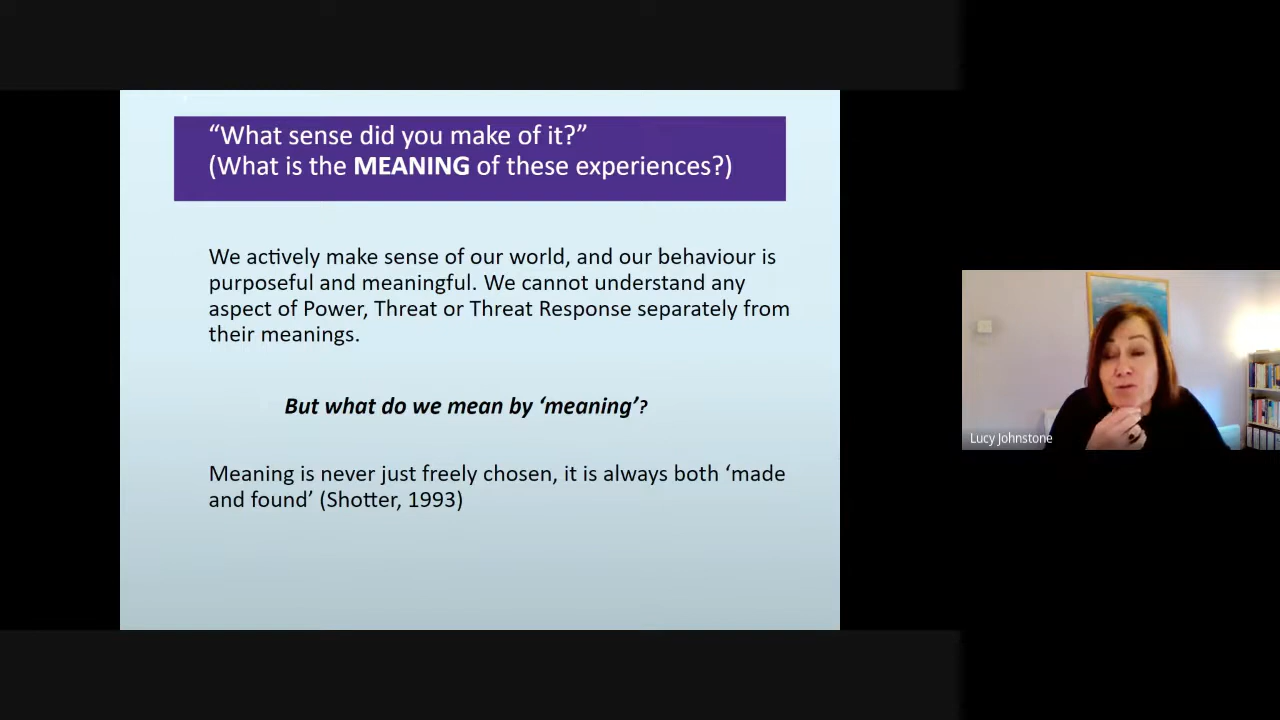 “What sense did you make of it?”
(What is the MEANING of these experiences?)
We actively make sense of our world, and our behaviour is
purposeful and meaningful. We cannot understand any
aspect of Power, Threat or Threat Response separately from
their meanings.
But what do we mean by ‘meaning’?
Meaning is never just freely chosen, it is always both ‘made
and found’ (Shotter, 1993)
Lucy Johnstone